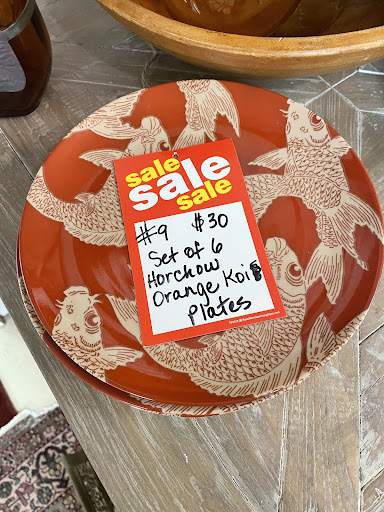 sale
sale
sale
#9 $30
Set of 6
Horchow
Orange Koi
Plates